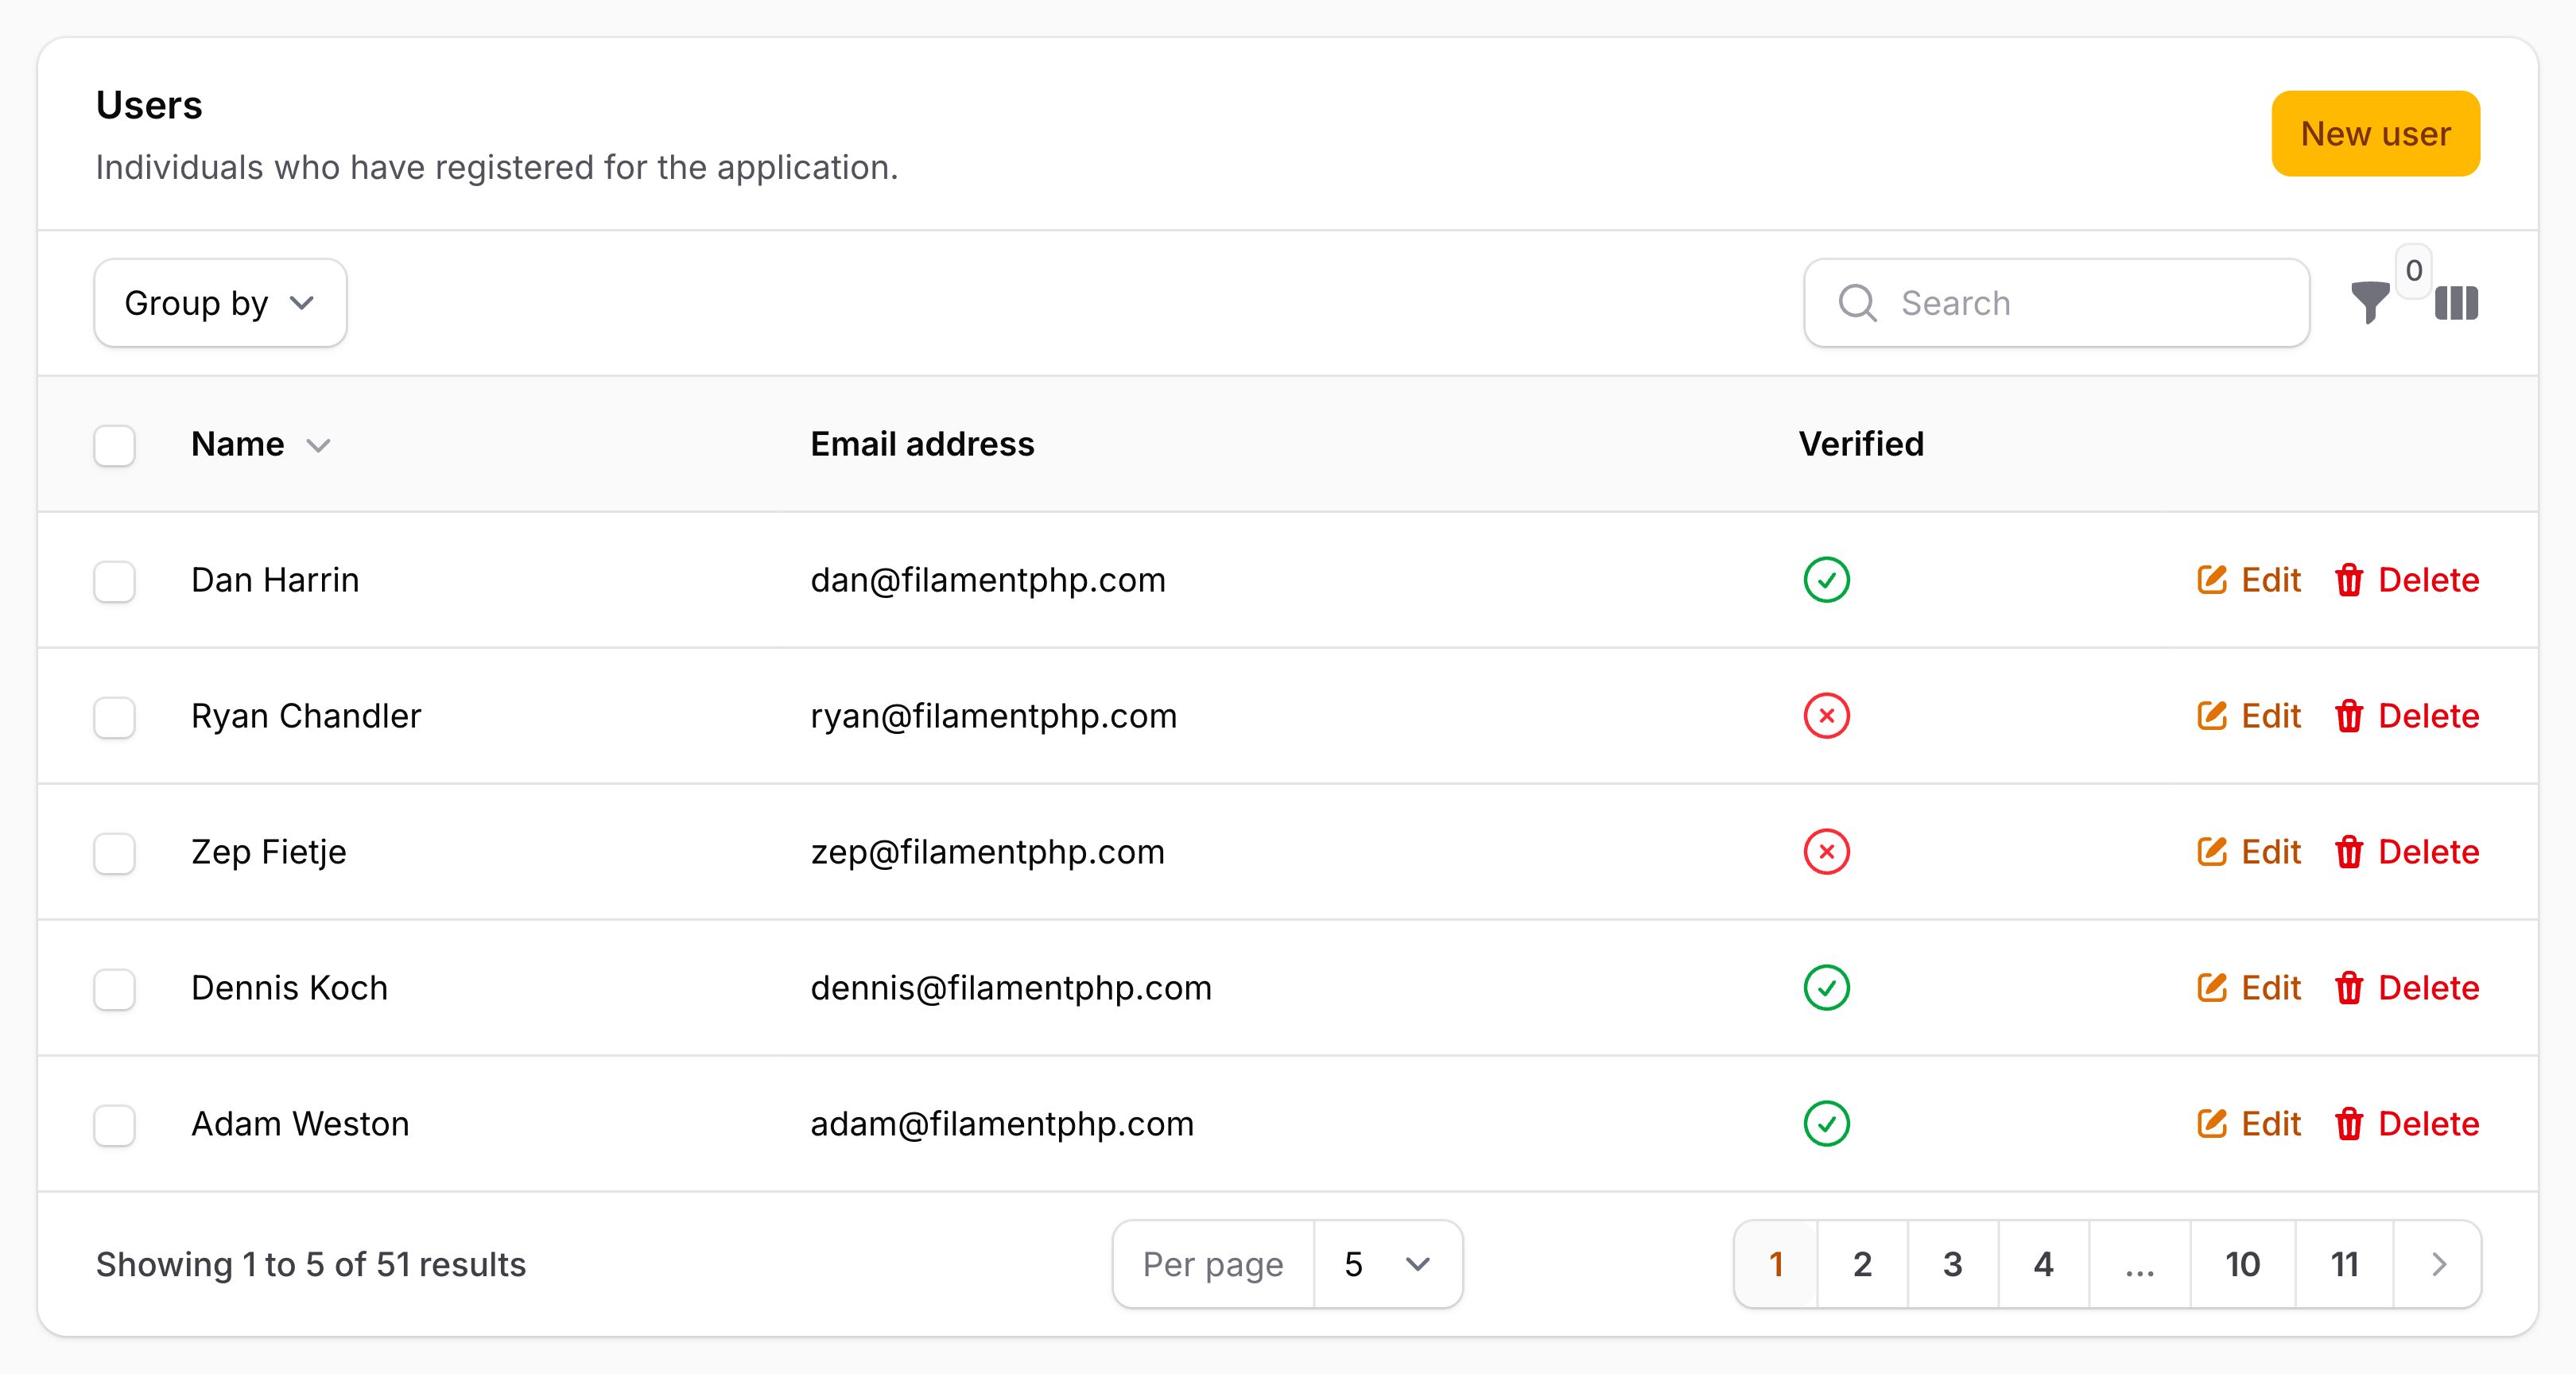 Users
Individuals who have registered for the application.
New user
Group by
Search
0
Name Email address Verified
Dan Harrin dan@filamentphp.com Edit Delete
Ryan Chandler ryan@filamentphp.com Edit Delete
Zep Fietje zep@filamentphp.com Edit Delete
Dennis Koch dennis@filamentphp.com Edit Delete
Adam Weston adam@filamentphp.com Edit Delete
Showing 1 to 5 of 51 results Per page 5 1 2 3 4 ... 10 11